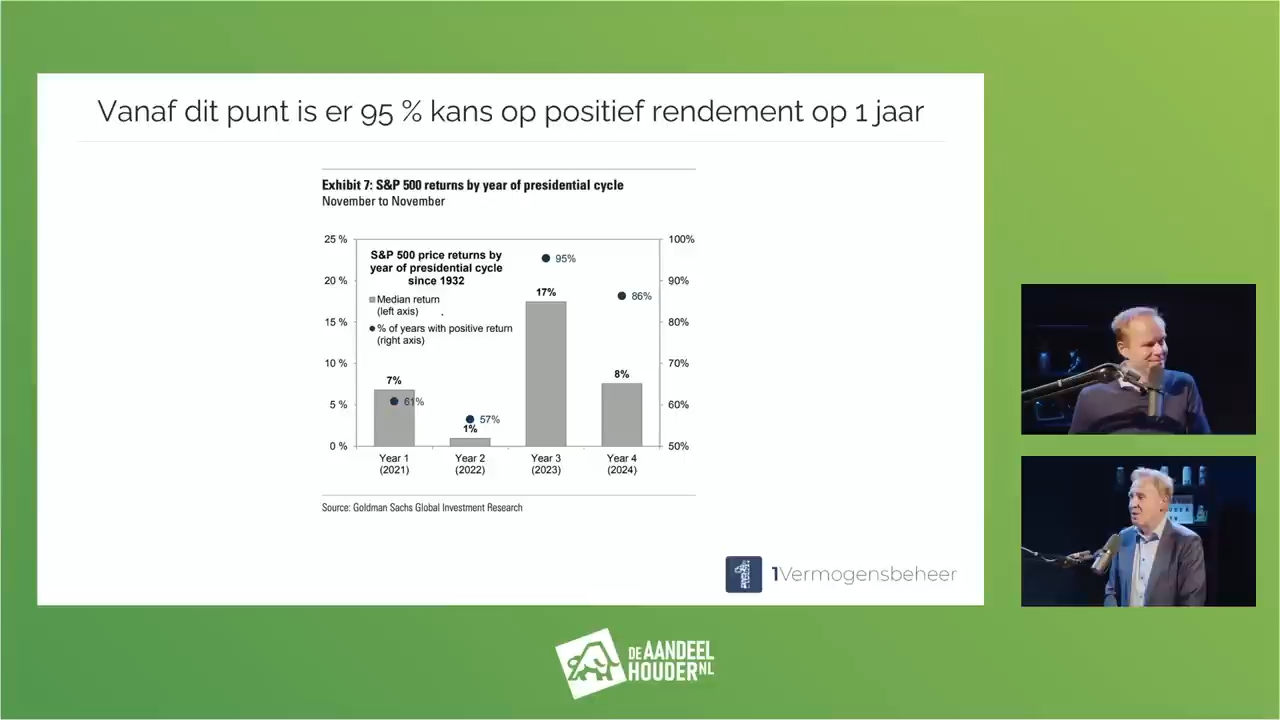 Vanaf dit punt is er 95 % kans op positief rendement op 1 jaar
Exhibit 7: S&P 500 returns by year of presidential cycle
November to November
25 %
20 %
15 %
10 %
5 %
0 %
S&P 500 price returns by
year of presidential cycle
since 1932
Median return
(left axis)
% of years with positive return
(right axis)
7%
61%
1%
57%
17%
95%
8%
86%
100%
90%
80%
70%
60%
50%
Year 1
(2021)
Year 2
(2022)
Year 3
(2023)
Year 4
(2024)
Source: Goldman Sachs Global Investment Research
1Vermogensbeheer
DE AANDEEL
HOUDER NL